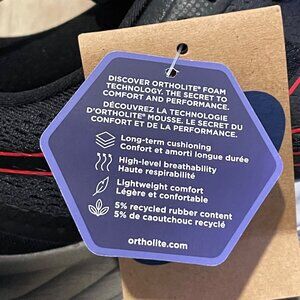 DISCOVER ORTHOLITE® FOAM
TECHNOLOGY. THE SECRET TO
COMFORT AND PERFORMANCE.
DÉCOUVREZ LA TECHNOLOGIE
D'ORTHOLITE® MOUSSE. LE SECRET DU
CONFORT ET DE LA PERFORMANCE.
Long-term cushioning
Confort et amorti longue durée
High-level breathability
Haute respirabilité
Lightweight comfort
Légère et confortable
5% recycled rubber content
5% de caoutchouc recyclé
ortholite.com